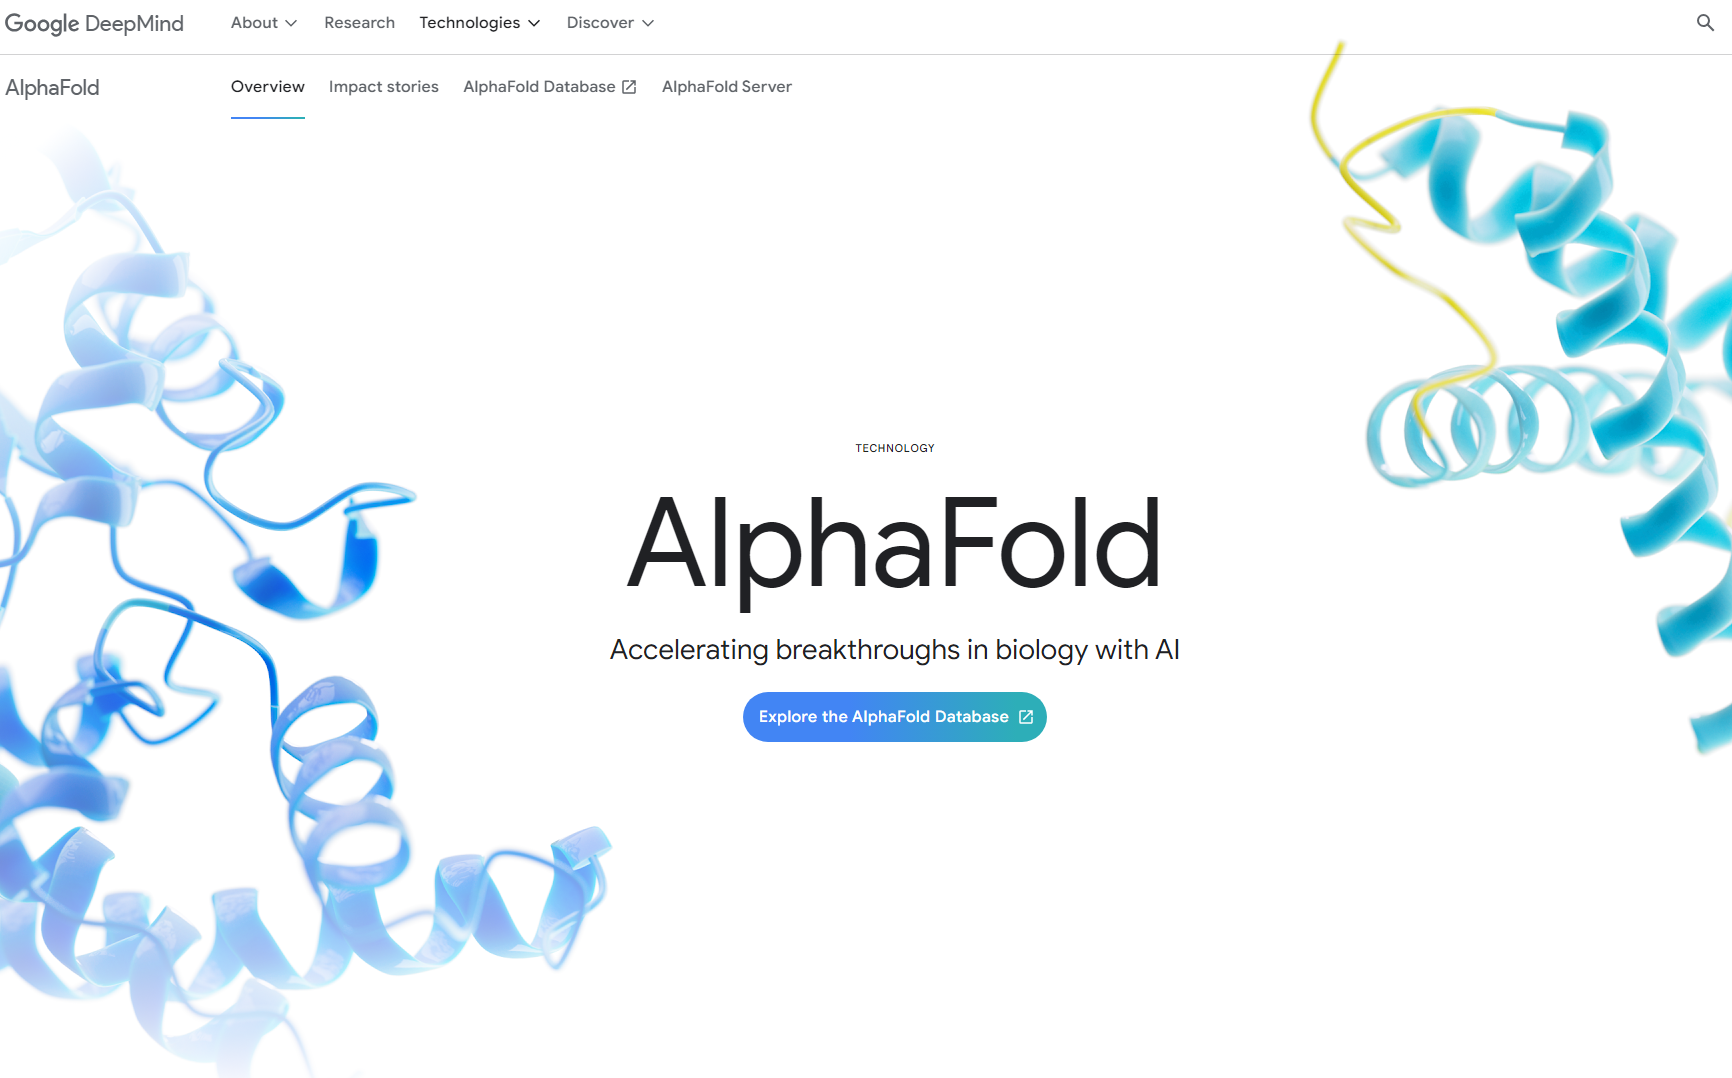 Google DeepMind
About
Research
Technologies
Discover
AlphaFold
Overview
Impact stories
AlphaFold Database
AlphaFold Server
TECHNOLOGY
AlphaFold
Accelerating breakthroughs in biology with AI
Explore the AlphaFold Database